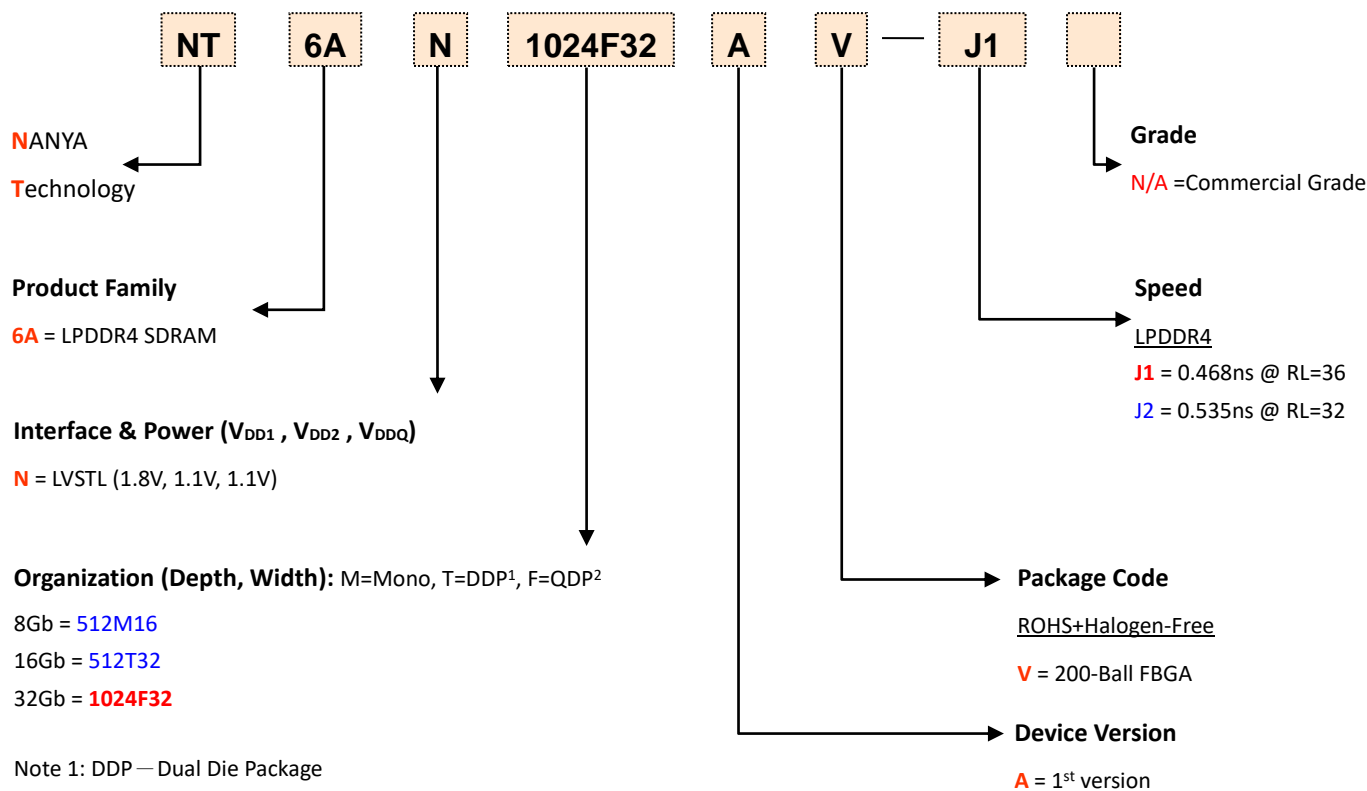 NT 6A N 1024F32 A V — J1
NANYA
Technology
Grade
N/A =Commercial Grade
Product Family
6A = LPDDR4 SDRAM
Speed
LPDDR4
J1 = 0.468ns @ RL=36
J2 = 0.535ns @ RL=32
Interface & Power (VDD1 , VDD2 , VDDQ)
N = LVSTL (1.8V, 1.1V, 1.1V)
Organization (Depth, Width): M=Mono, T=DDP¹, F=QDP²
8Gb = 512M16
16Gb = 512T32
32Gb = 1024F32
Package Code
ROHS+Halogen-Free
V = 200-Ball FBGA
Device Version
A = 1st version
Note 1: DDP — Dual Die Package